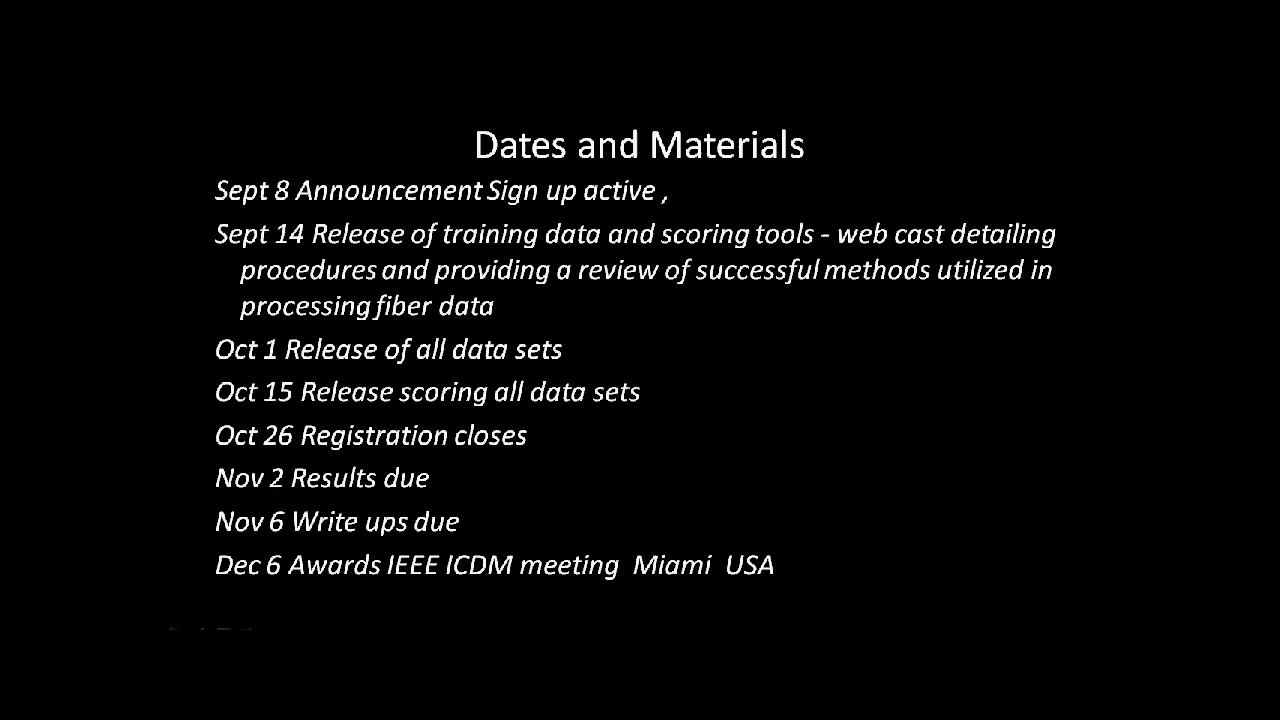 Dates and Materials
Sept 8 Announcement Sign up active ,
Sept 14 Release of training data and scoring tools - web cast detailing
procedures and providing a review of successful methods utilized in
processing fiber data
Oct 1 Release of all data sets
Oct 15 Release scoring all data sets
Oct 26 Registration closes
Nov 2 Results due
Nov 6 Write ups due
Dec 6 Awards IEEE ICDM meeting Miami USA